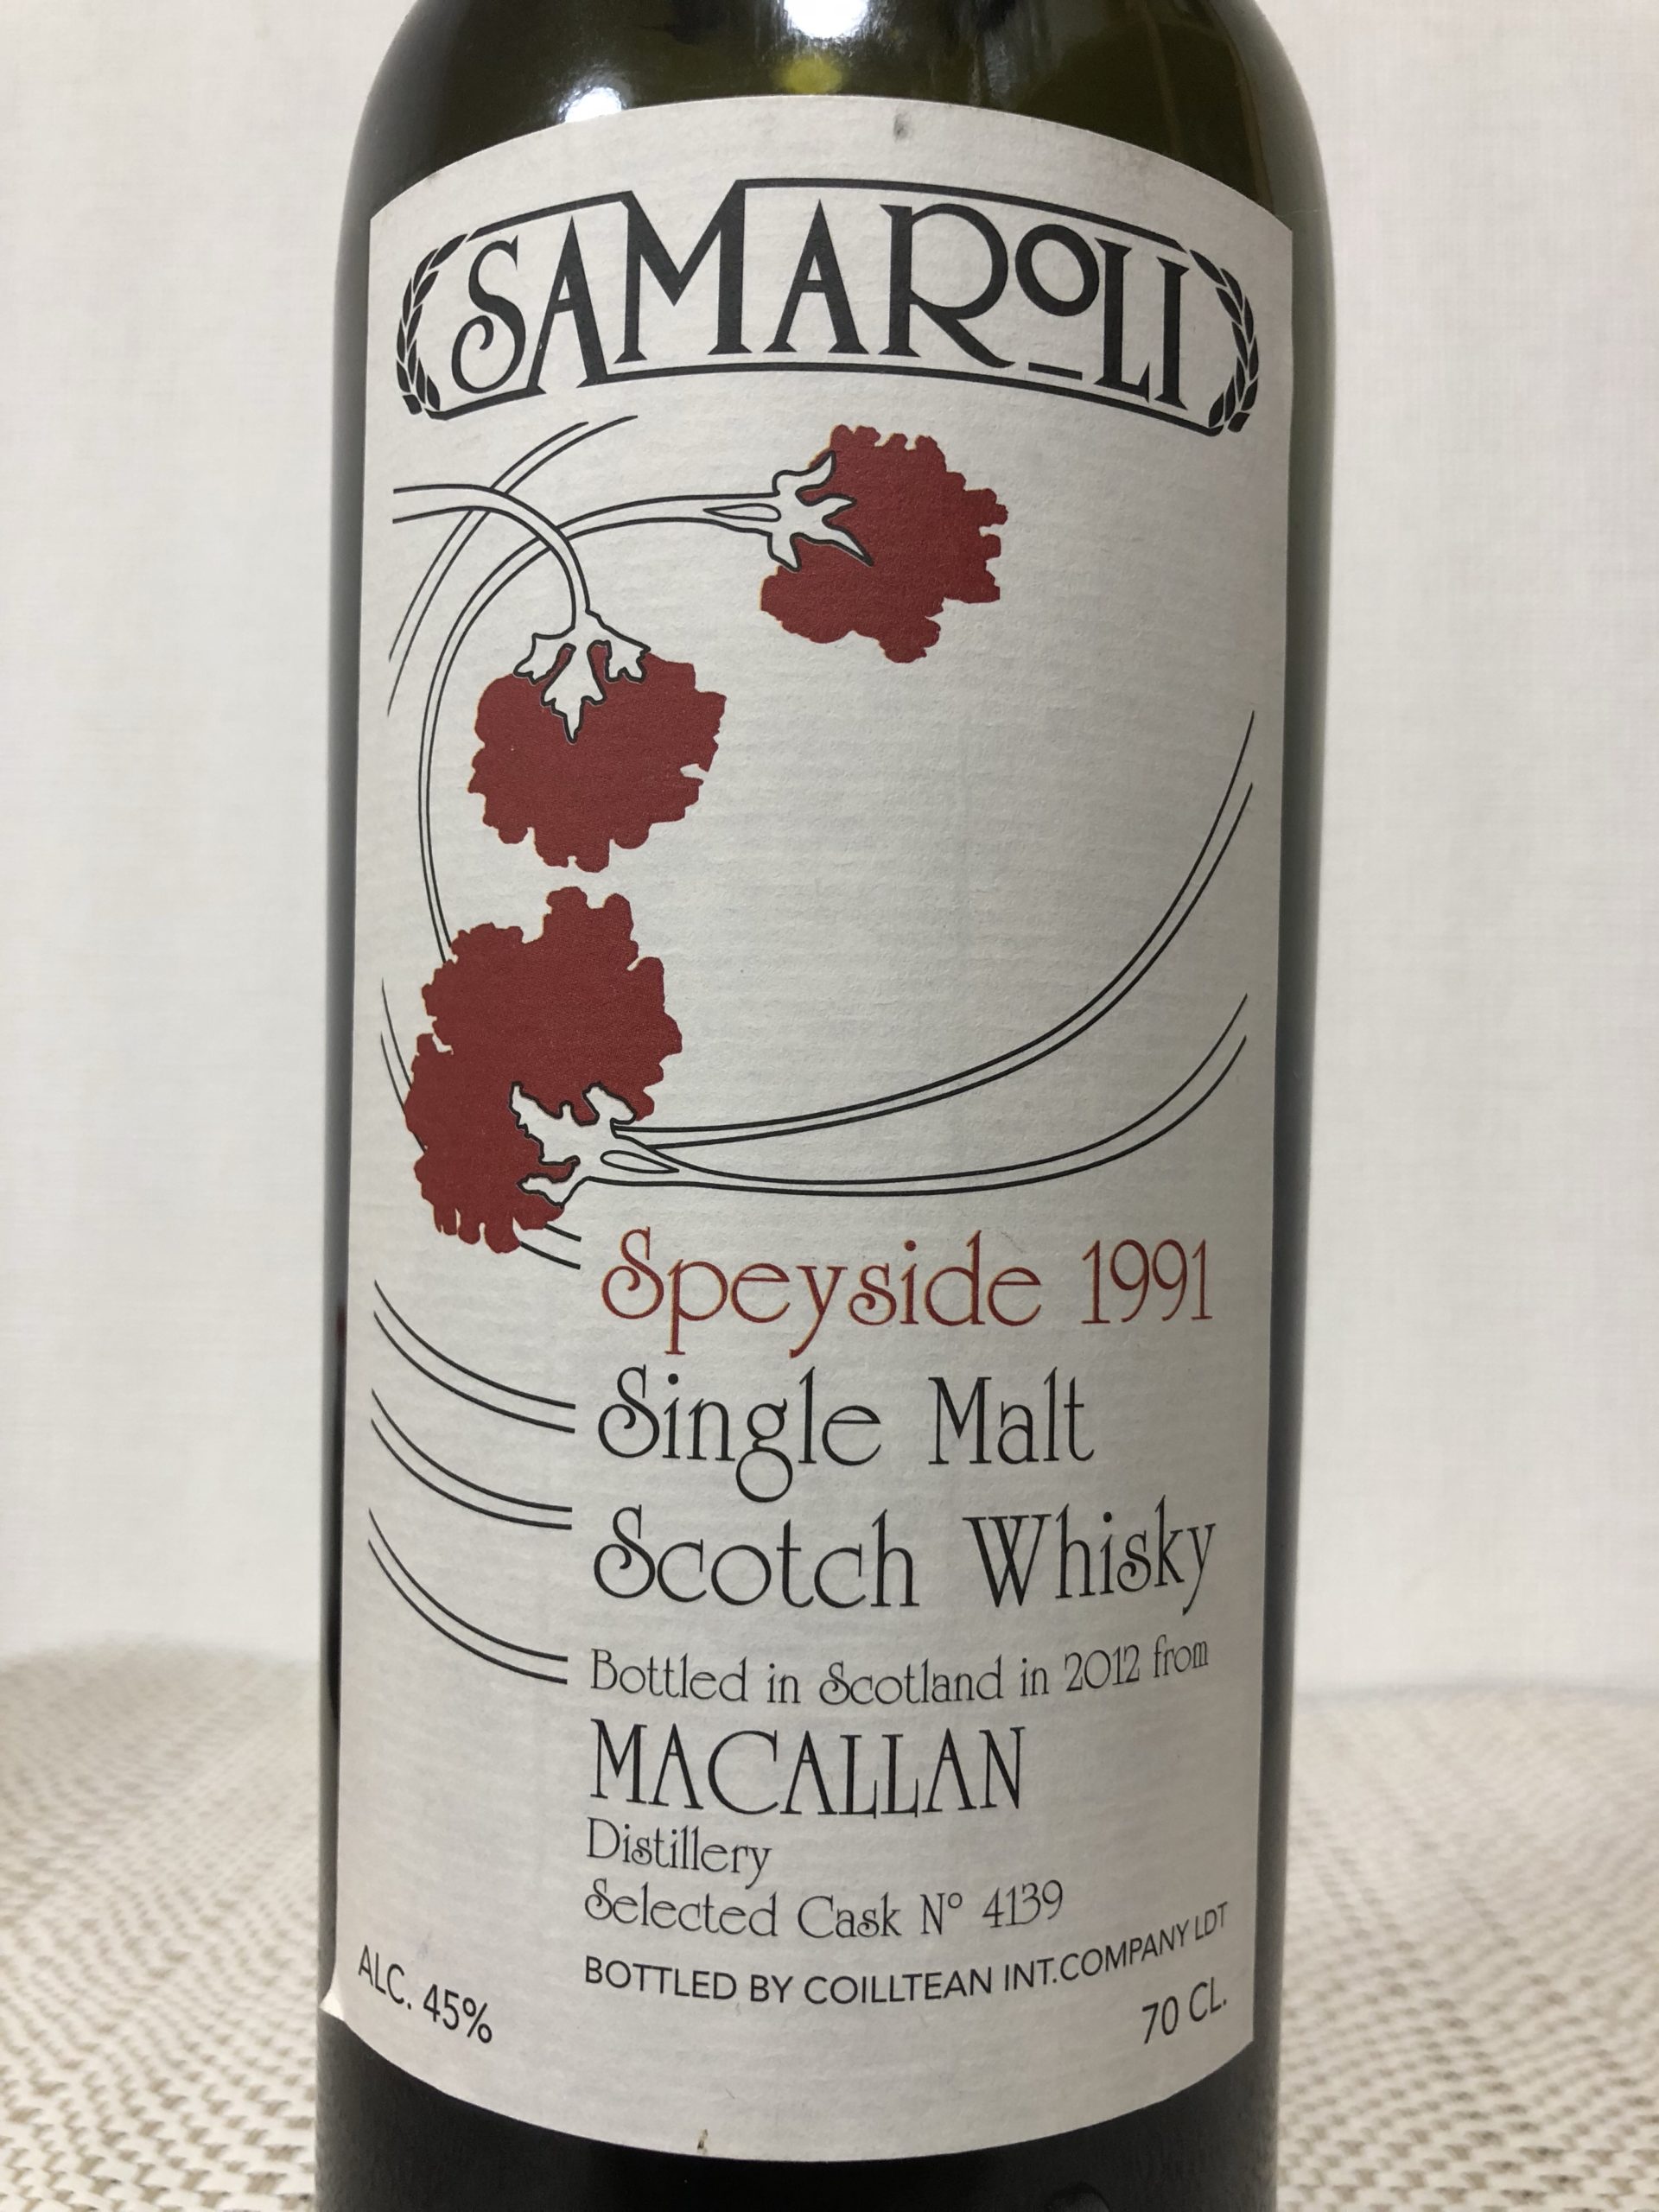 SAMAROLI
Speyside 1991
Single Malt
Scotch Whisky
Bottled in Scotland in 2012 from
MACALLAN
Distillery
Selected Cask Nº 4139
BOTTLED BY COILLTEAN INT.COMPANY LDT
ALC. 45%
70 CL.